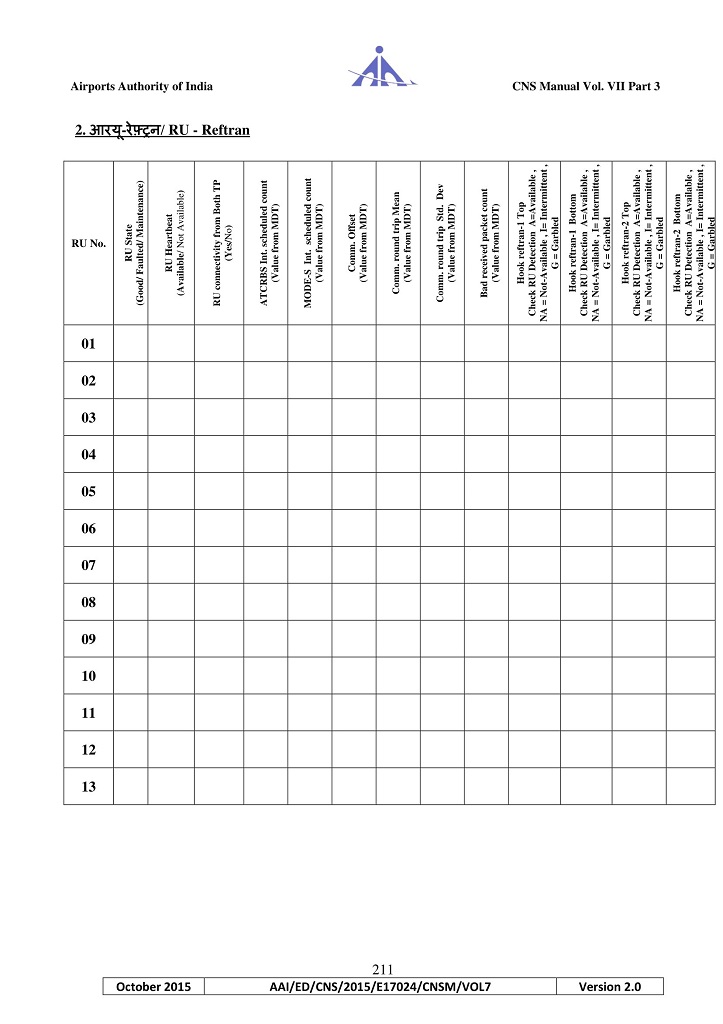 Airports Authority of India
CNS Manual Vol. VII Part 3
2. आरयू-रेफ़्ट्रन/ RU - Reftran
RU No.
RU State
(Good/ Faulted/ Maintenance)
RU Heartbeat
(Available/ Not Available)
RU connectivity from Both TP
(Yes/No)
ATCRBS Int. scheduled count
(Value from MDT)
MODE-S Int. scheduled count
(Value from MDT)
Comm. Offset
(Value from MDT)
Comm. round trip Mean
(Value from MDT)
Comm. round trip Std. Dev
(Value from MDT)
Bad received packet count
(Value from MDT)
Hook reftran-1 Top
Check RU Detection A=Available ,
NA = Not-Available , I= Intermittent ,
G = Garbled
Hook reftran-1 Bottom
Check RU Detection A=Available ,
NA = Not-Available , I= Intermittent ,
G = Garbled
Hook reftran-2 Top
Check RU Detection A=Available ,
NA = Not-Available , I= Intermittent ,
G = Garbled
Hook reftran-2 Bottom
Check RU Detection A=Available ,
NA = Not-Available , I= Intermittent ,
G = Garbled
01
02
03
04
05
06
07
08
09
10
11
12
13
211
October 2015 AAI/ED/CNS/2015/E17024/CNSM/VOL7 Version 2.0